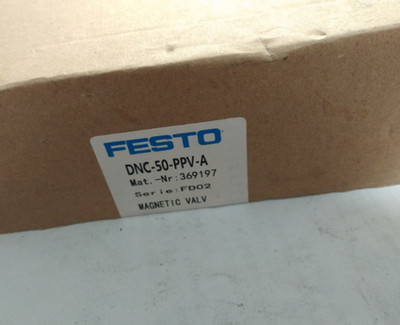 FESTO
DNC-50-PPV-A
Mat.-Nr:369197
Serie:FD02
MAGNETIC VALV